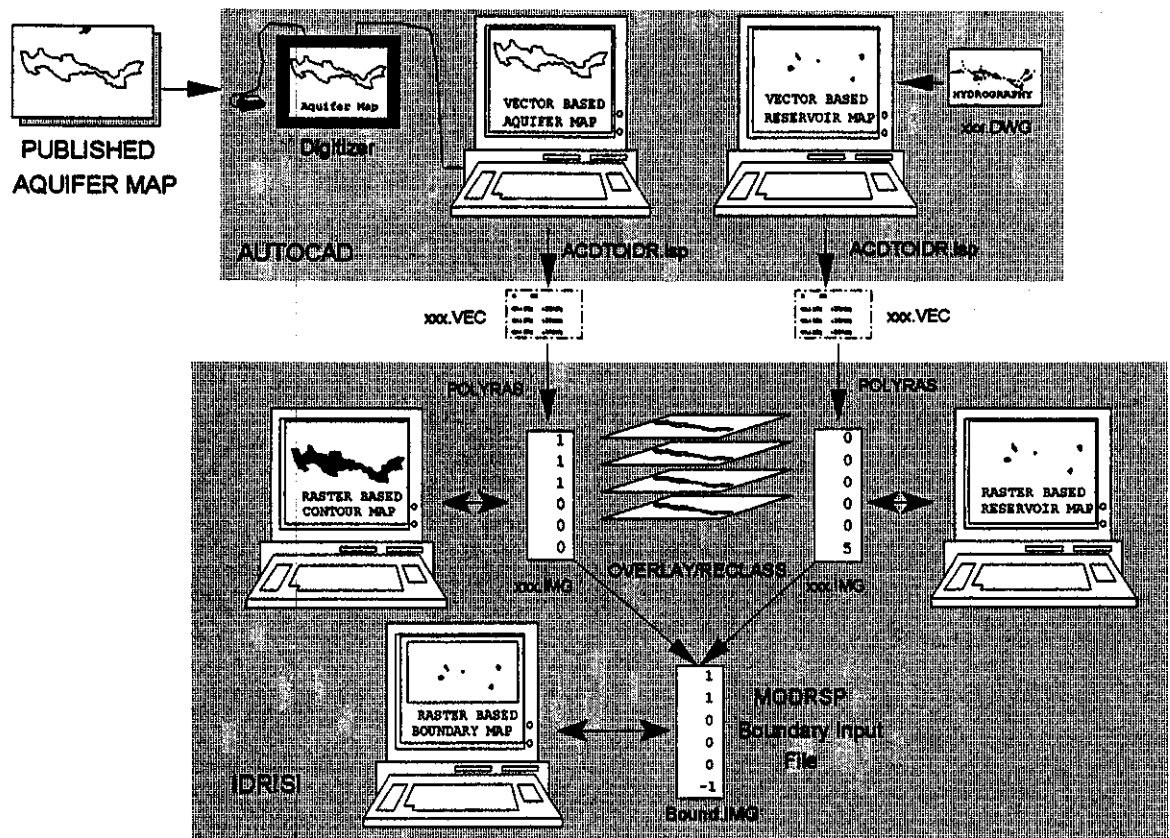 PUBLISHED
AQUIFER MAP
Aquifer Map
Digitizer
VECTOR BASED
AQUIFER MAP
VECTOR BASED
RESERVOIR MAP
HYDROGRAPHY
xxx.DWG
AUTOCAD
ACDTOIDR.lsp
ACDTOIDR.lsp
xxx.VEC
xxx.VEC
POLYRAS
POLYRAS
RASTER BASED
CONTOUR MAP
1
1
1
0
0
0
xxx.IMG
OVERLAY/RECLASS
0
0
0
0
0
5
xxx.IMG
RASTER BASED
RESERVOIR MAP
RASTER BASED
BOUNDARY MAP
1
1
0
0
0
-1
Bound.IMG
MODRSP
Boundary Input
File
IDRISI